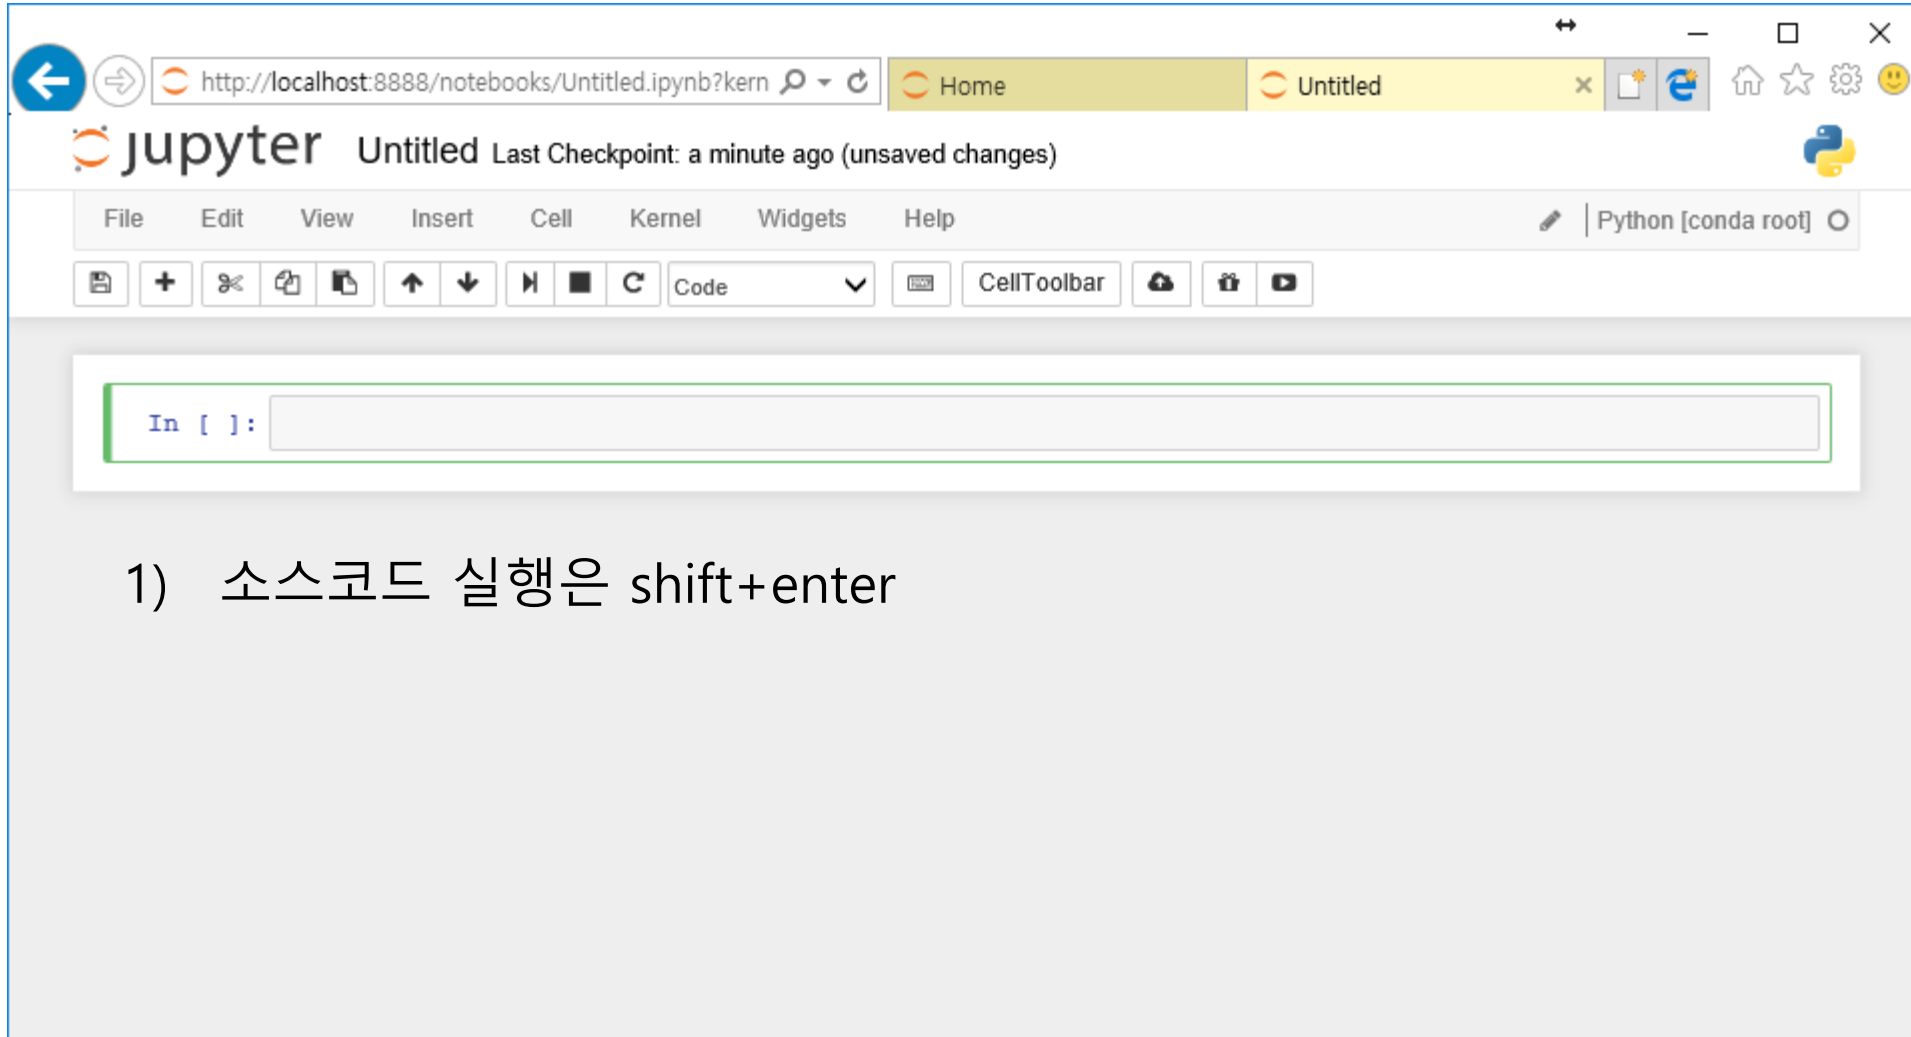 http://localhost:8888/notebooks/Untitled.ipynb?kern Home Untitled
jupyter Untitled Last Checkpoint: a minute ago (unsaved changes)
File Edit View Insert Cell Kernel Widgets Help Python [conda root]
Code CellToolbar
In [ ]:
1) 소스코드 실행은 shift+enter